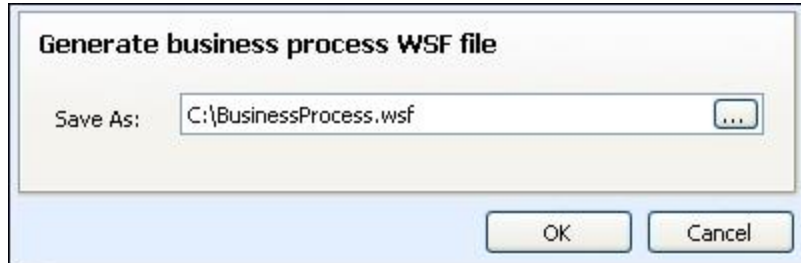 Generate business process WSF file
Save As: C:\BusinessProcess.wsf ...
OK Cancel